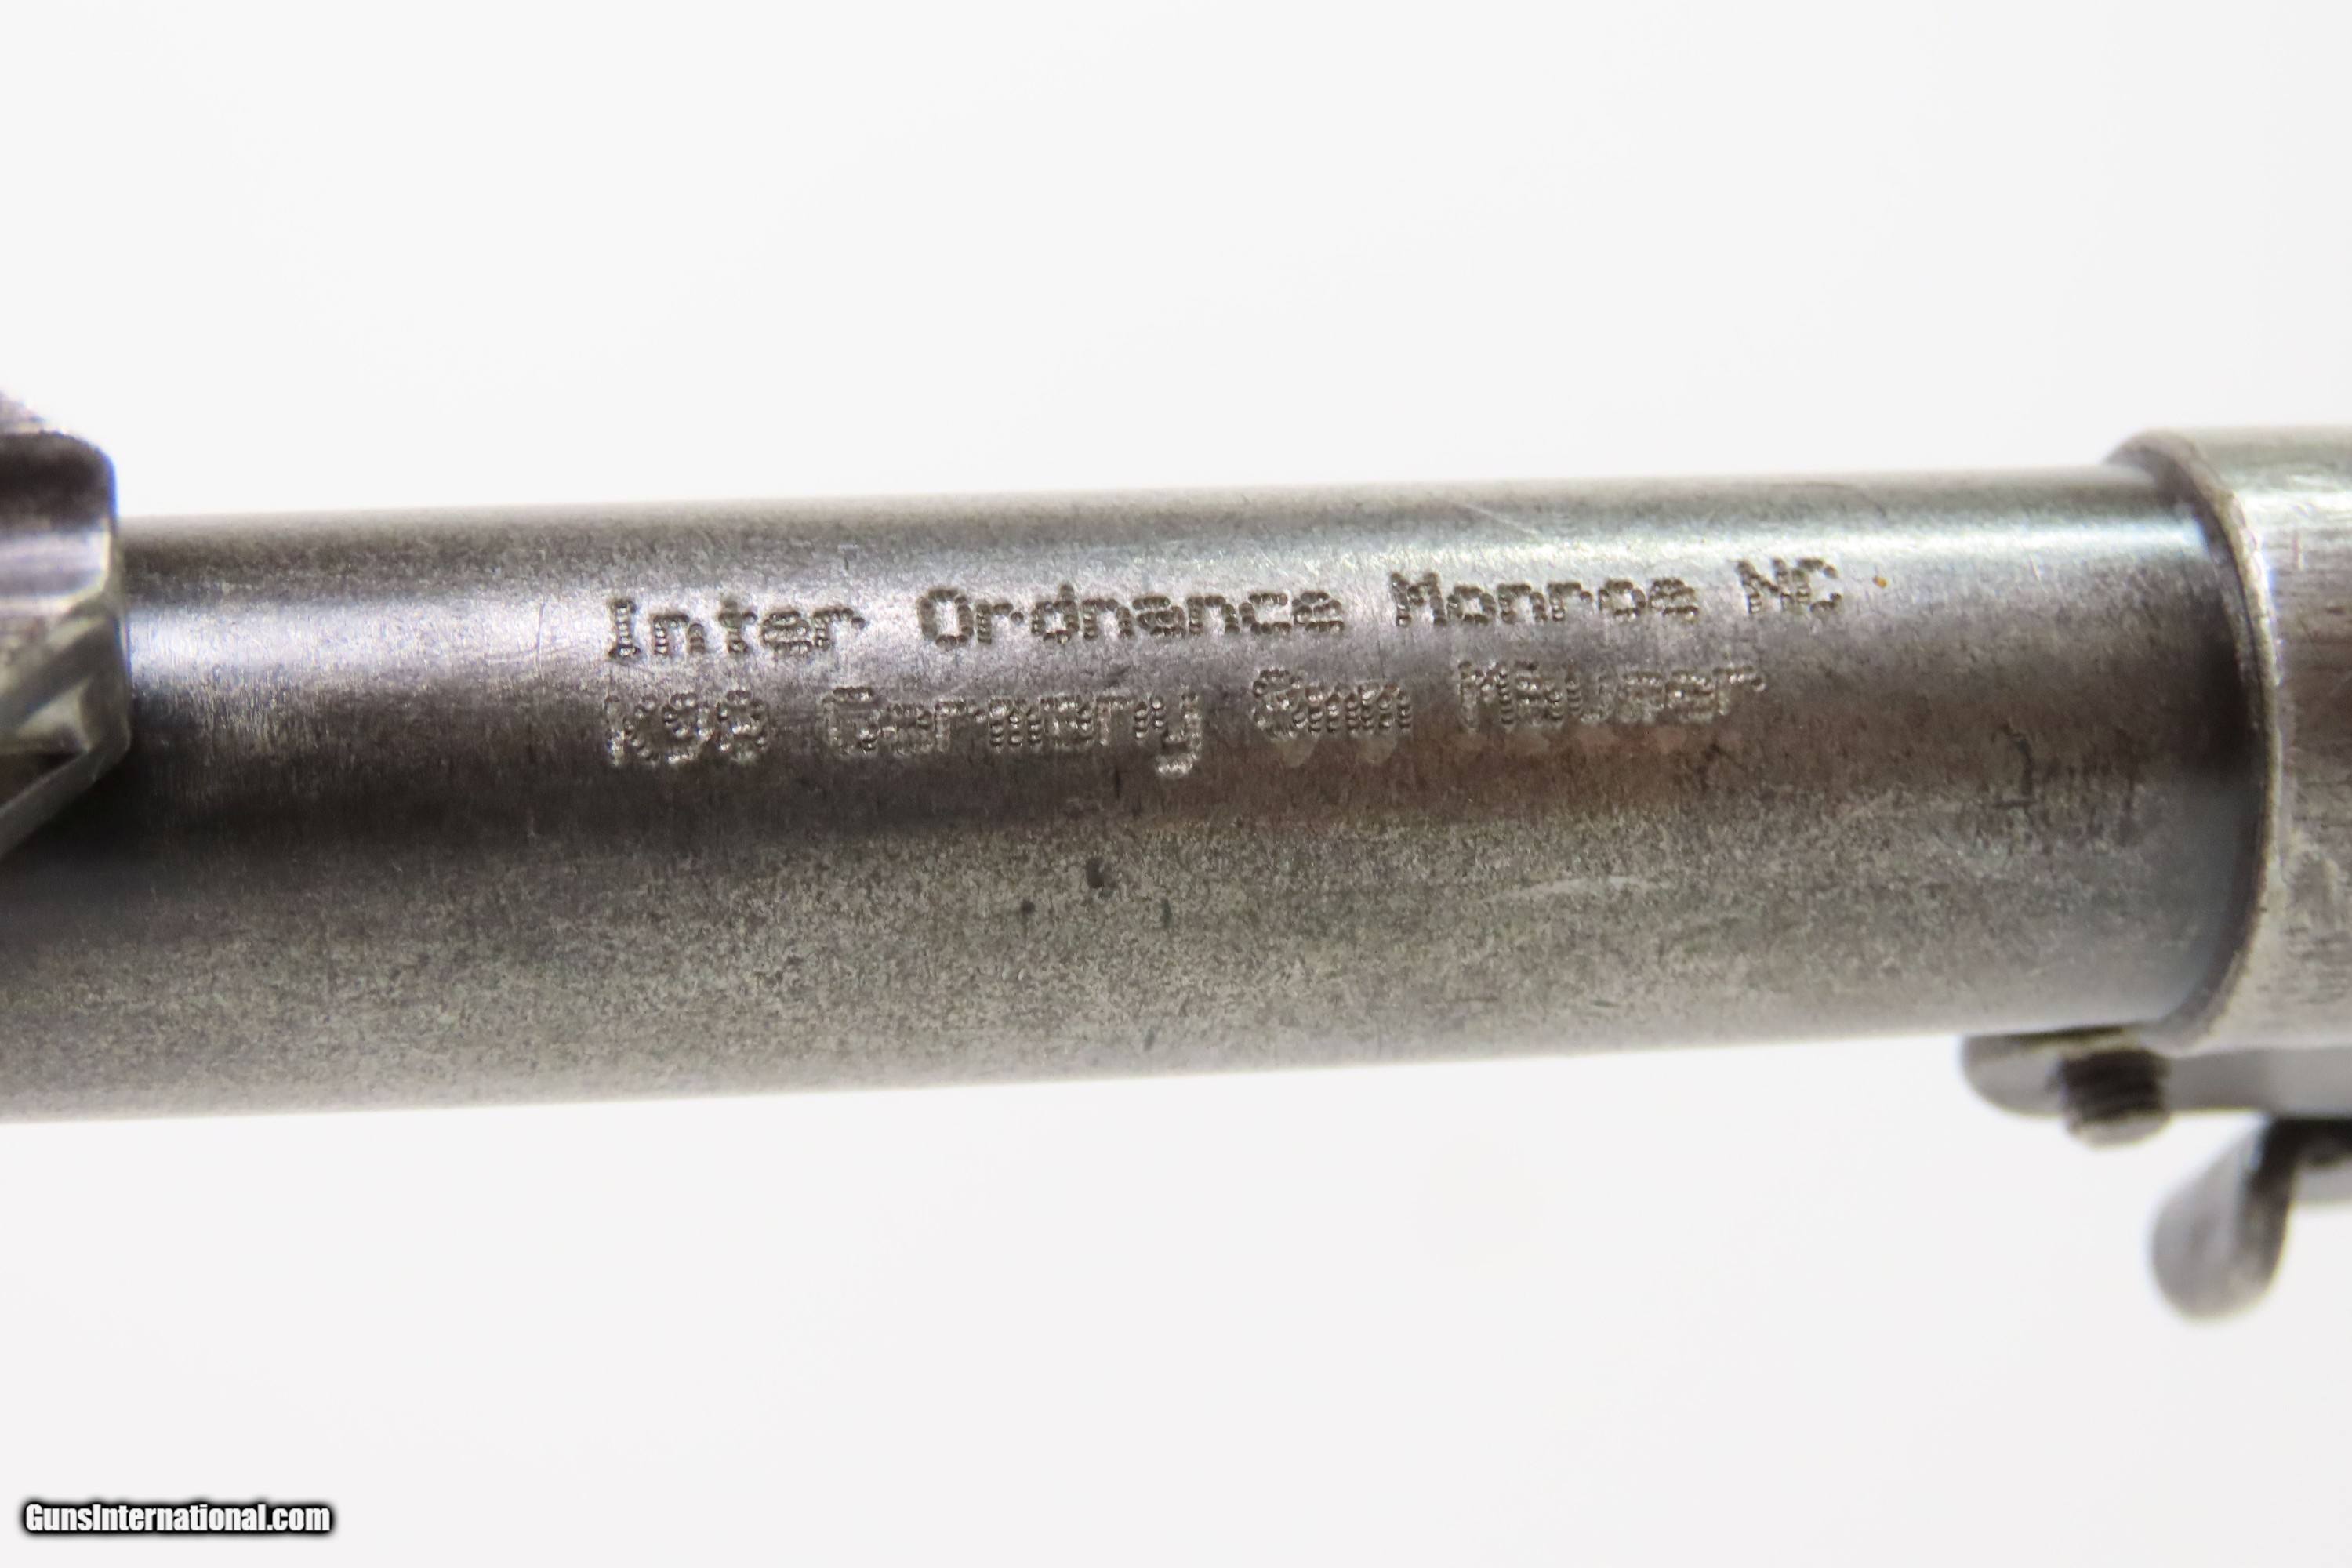 Inter Ordnance Monroe NC
K98 Germany 8mm Mauser
GunsInternational.com